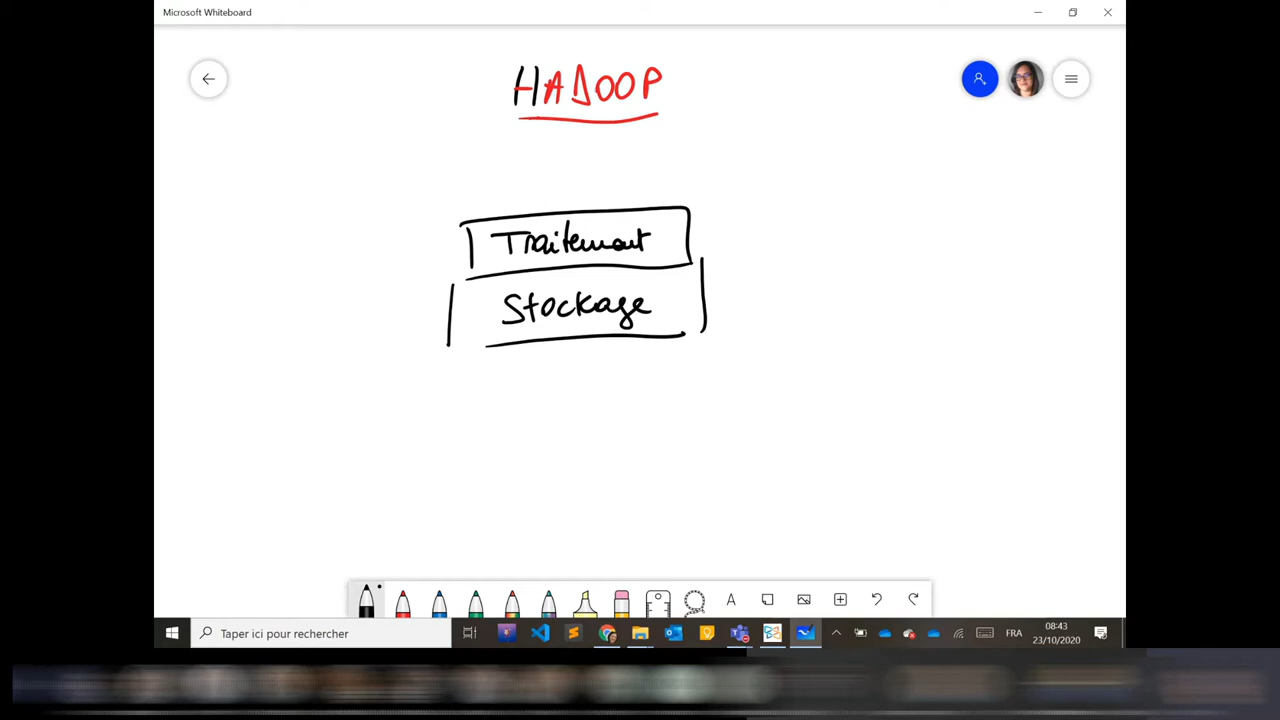 Microsoft Whiteboard
HADOOP
Traitement
Stockage
A
Taper ici pour rechercher
FRA
08:43
23/10/2020